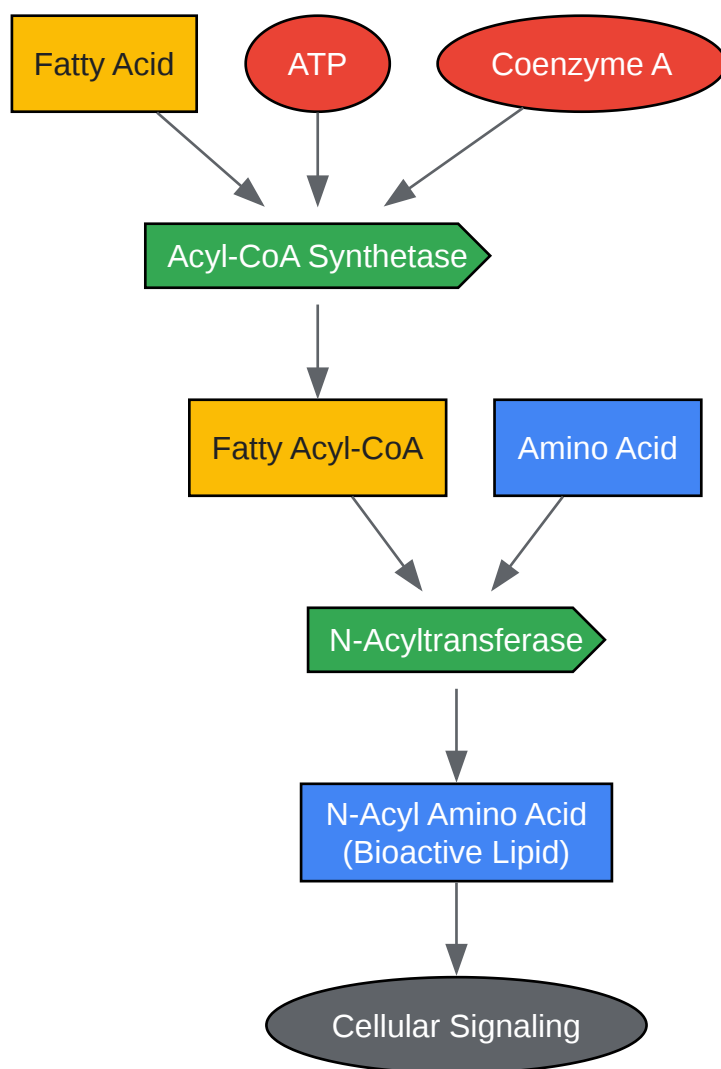 Fatty Acid
ATP
Coenzyme A
Acyl-CoA Synthetase
Fatty Acyl-CoA
Amino Acid
N-Acyltransferase
N-Acyl Amino Acid
(Bioactive Lipid)
Cellular Signaling